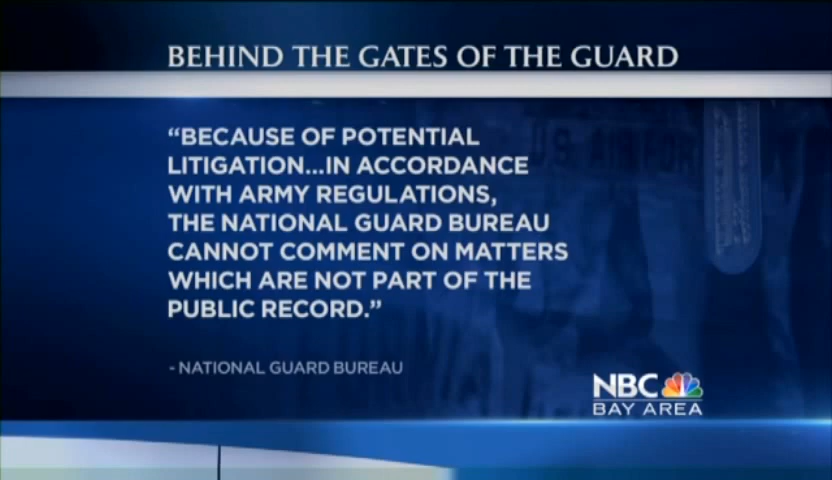 BEHIND THE GATES OF THE GUARD
“BECAUSE OF POTENTIAL
LITIGATION...IN ACCORDANCE
WITH ARMY REGULATIONS,
THE NATIONAL GUARD BUREAU
CANNOT COMMENT ON MATTERS
WHICH ARE NOT PART OF THE
PUBLIC RECORD.”
- NATIONAL GUARD BUREAU
NBC
BAY AREA